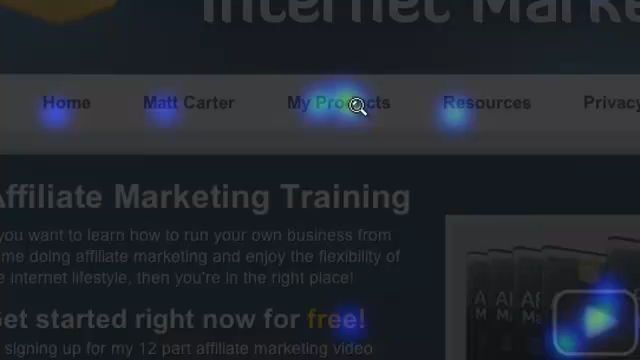 Internet Marke
Home Matt Carter My Products Resources Privacy
Affiliate Marketing Training
you want to learn how to run your own business from
me doing affiliate marketing and enjoy the flexibility of
e internet lifestyle, then you're in the right place!
Get started right now for free!
signing up for my 12 part affiliate marketing video